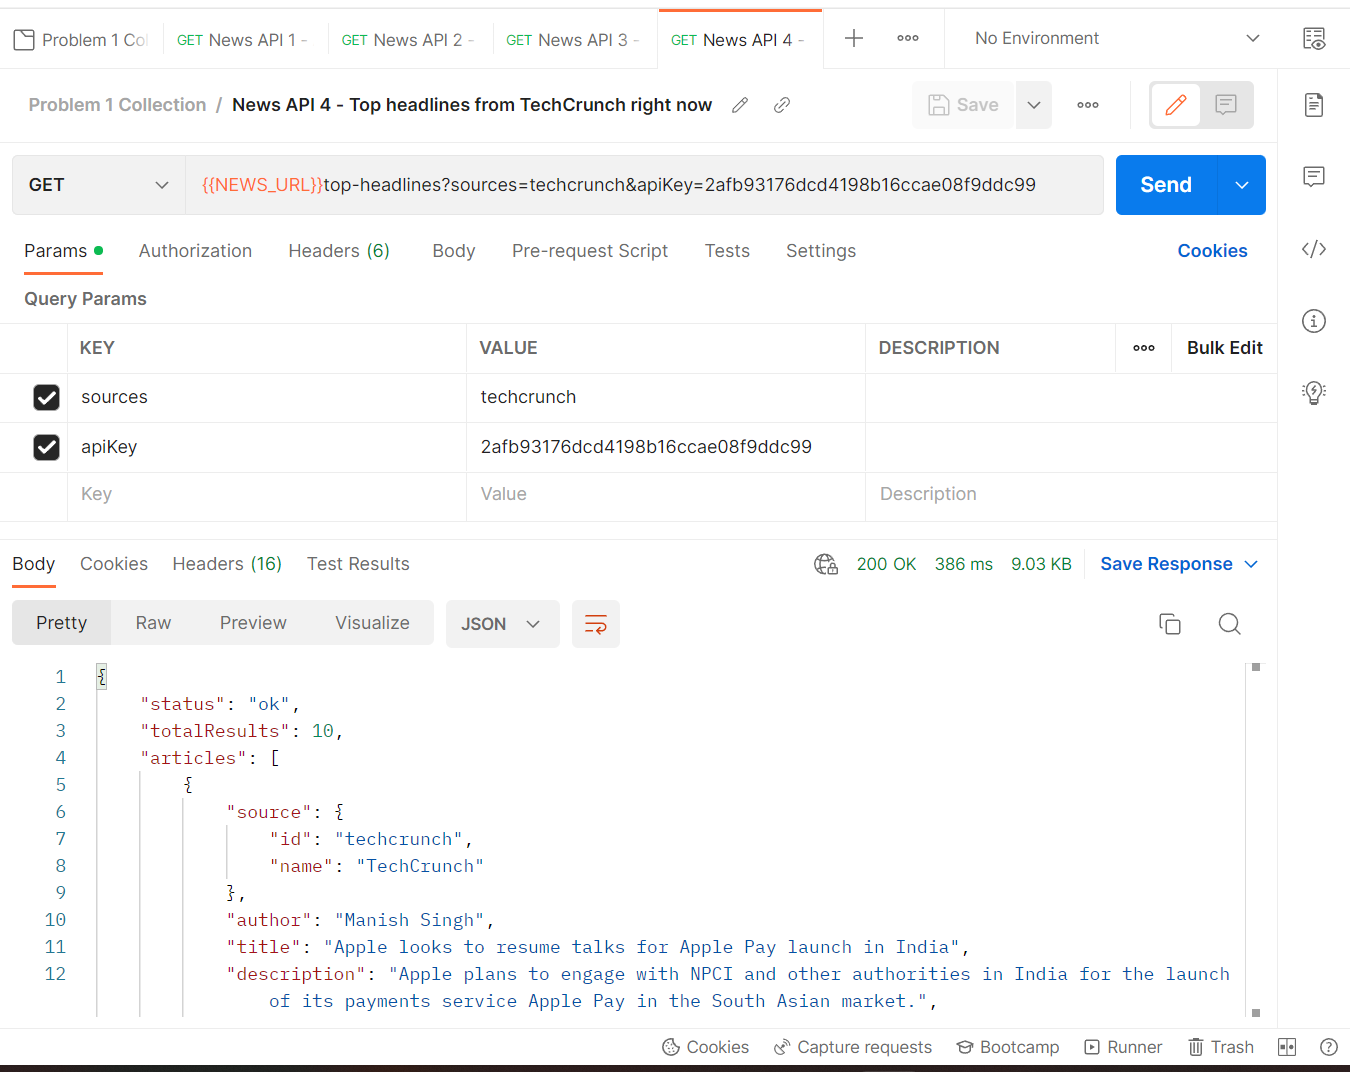 Problem 1 Col
GET News API 1 -
GET News API 2 -
GET News API 3 -
GET News API 4 -
No Environment
Problem 1 Collection / News API 4 - Top headlines from TechCrunch right now
Save
GET
{{NEWS_URL}}top-headlines?sources=techcrunch&apiKey=2afb93176dcd4198b16ccae08f9ddc99
Send
Params Authorization Headers (6) Body Pre-request Script Tests Settings Cookies
Query Params
KEY VALUE DESCRIPTION Bulk Edit
sources techcrunch
apiKey 2afb93176dcd4198b16ccae08f9ddc99
Key Value Description
Body Cookies Headers (16) Test Results 200 OK 386 ms 9.03 KB Save Response
Pretty Raw Preview Visualize JSON
1 {
2 "status": "ok",
3 "totalResults": 10,
4 "articles": [
5 {
6 "source": {
7 "id": "techcrunch",
8 "name": "TechCrunch"
9 },
10 "author": "Manish Singh",
11 "title": "Apple looks to resume talks for Apple Pay launch in India",
12 "description": "Apple plans to engage with NPCI and other authorities in India for the launch
of its payments service Apple Pay in the South Asian market.",
Cookies Capture requests Bootcamp Runner Trash